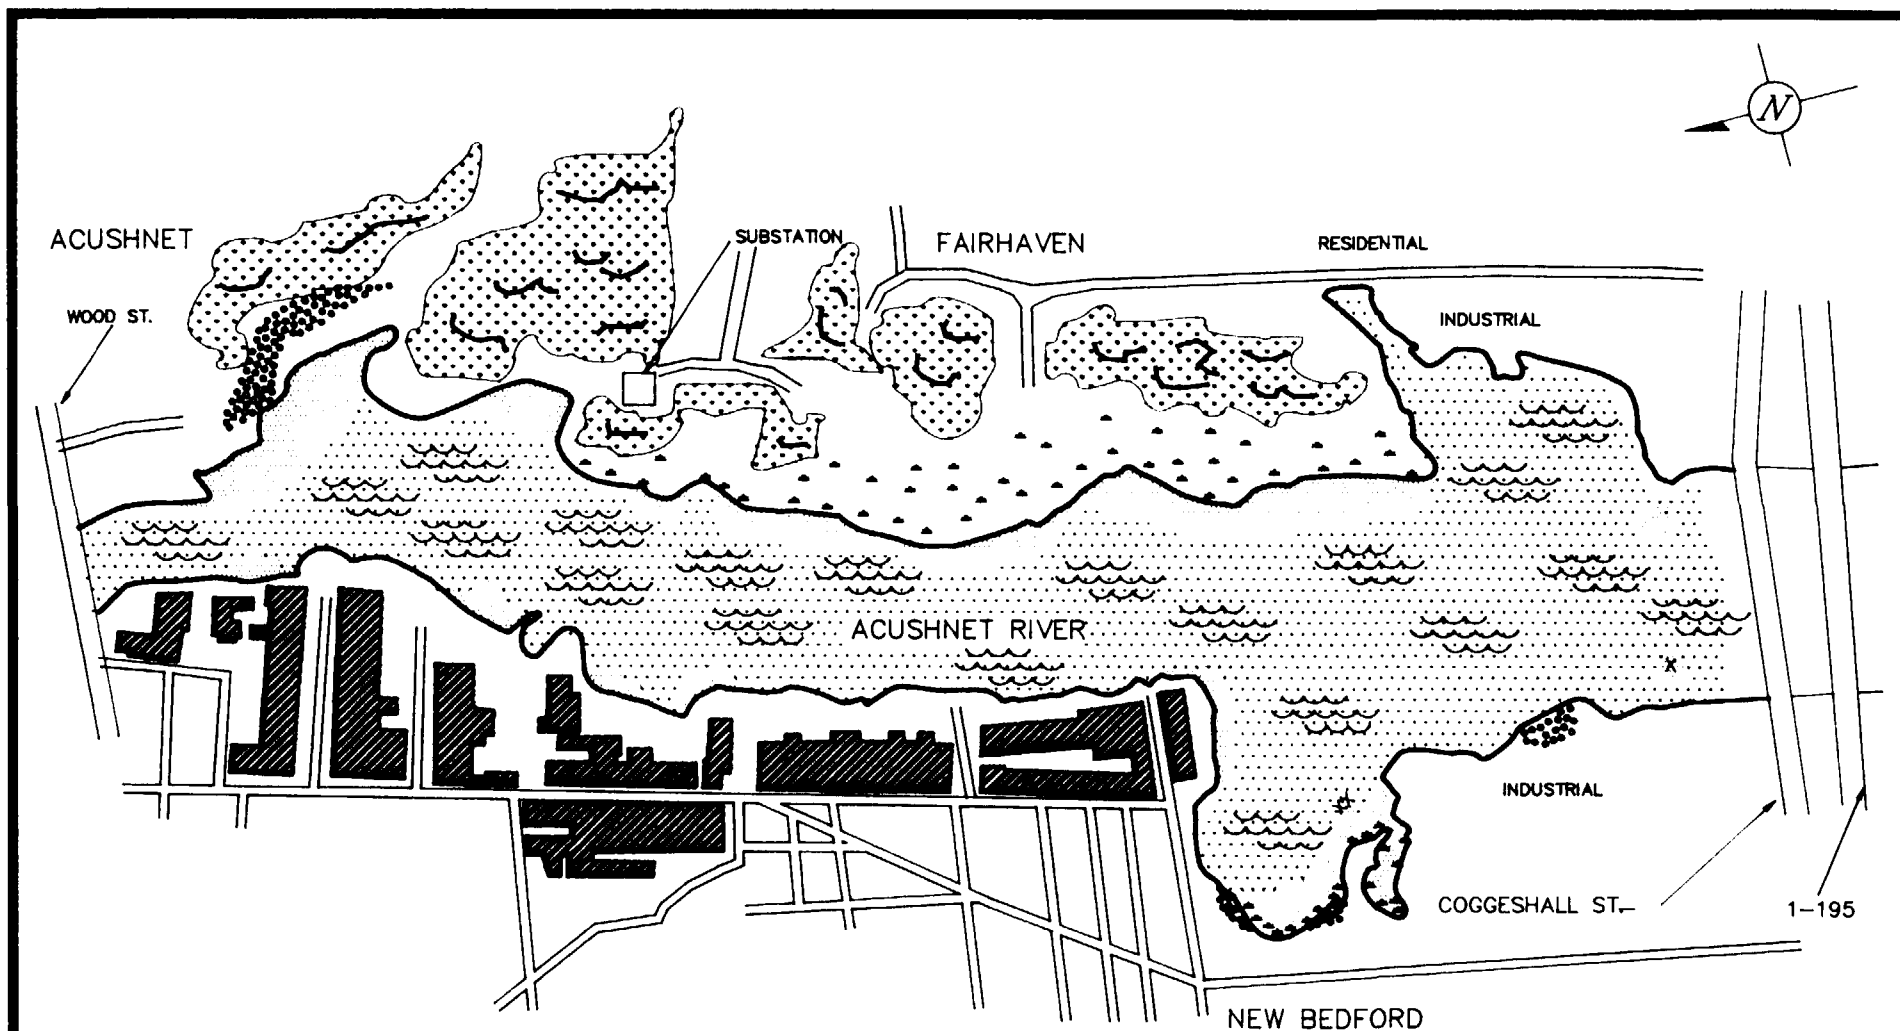 N
ACUSHNET
SUBSTATION
FAIRHAVEN
RESIDENTIAL
WOOD ST.
INDUSTRIAL
ACUSHNET RIVER
INDUSTRIAL
COGGESHALL ST.
1-195
NEW BEDFORD